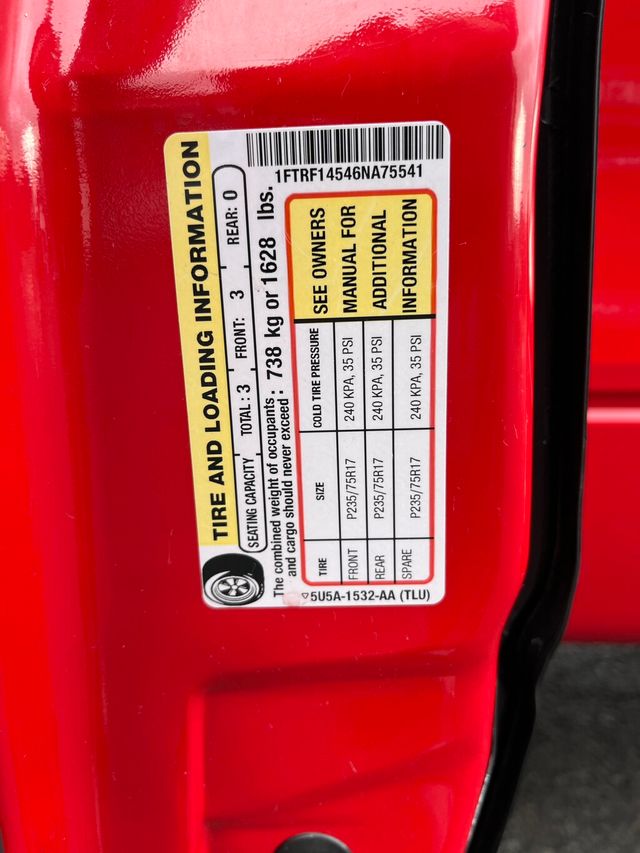 TIRE AND LOADING INFORMATION
SEATING CAPACITY TOTAL : 3 FRONT: 3 REAR: 0
The combined weight of occupants
and cargo should never exceed : 738 kg or 1628 lbs.
TIRE SIZE COLD TIRE PRESSURE
FRONT P235/75R17 240 KPA, 35 PSI
REAR P235/75R17 240 KPA, 35 PSI
SPARE P235/75R17 240 KPA, 35 PSI
SEE OWNERS
MANUAL FOR
ADDITIONAL
INFORMATION
1FTRF14546NA75541
5U5A-1532-AA (TLU)